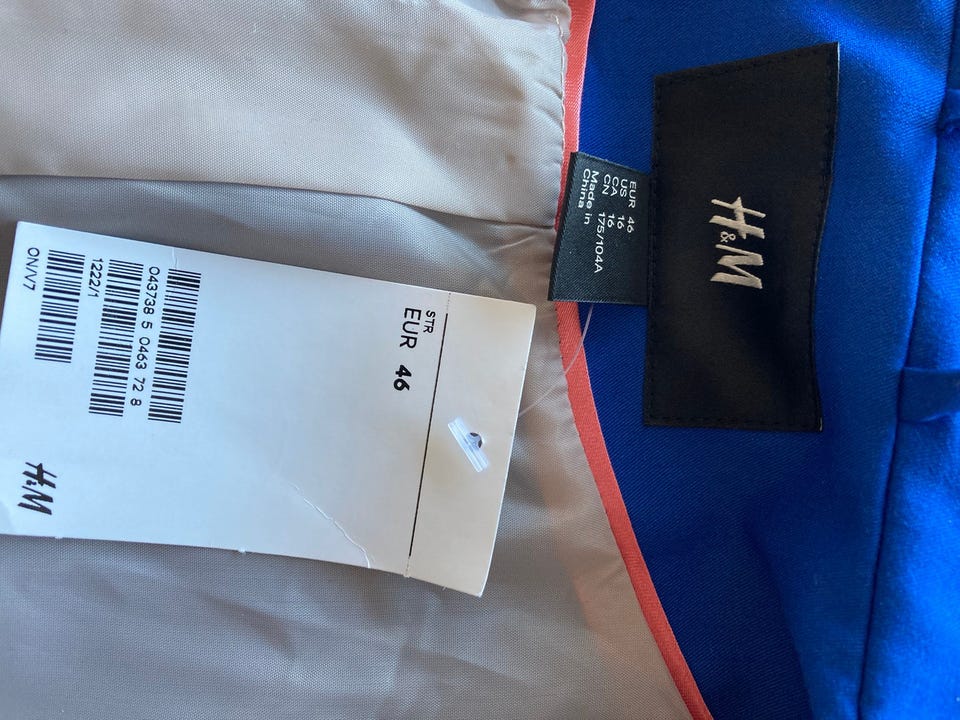 H&M
EUR 46
US 16
CA 16
CN 175/104A
Made in
China
STR
EUR 46
043738 5 0463 72 8
1222/1
ON/V7
H&M